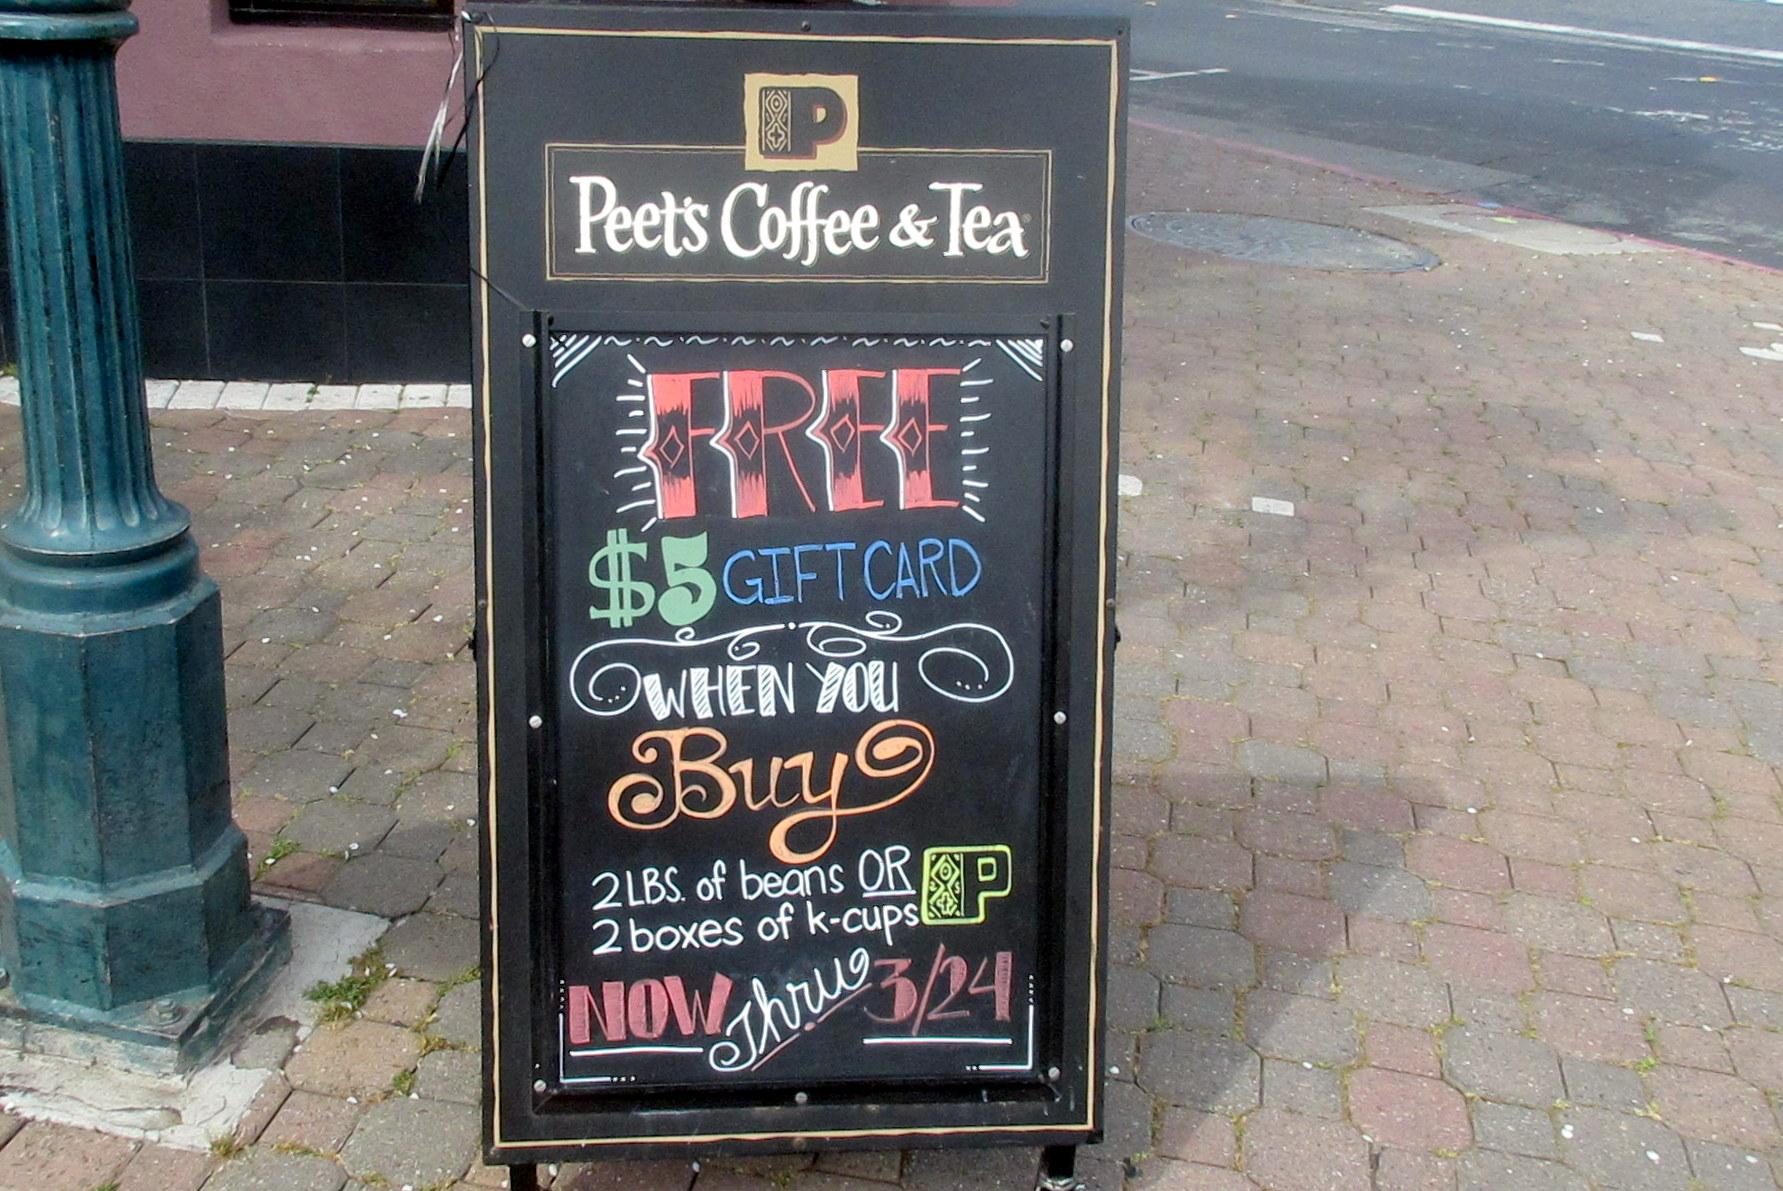 P
Peet's Coffee & Tea
FREE
$5 GIFT CARD
WHEN YOU
Buy
2 LBS. of beans OR
2 boxes of k-cups
P
NOW Thru 3/24